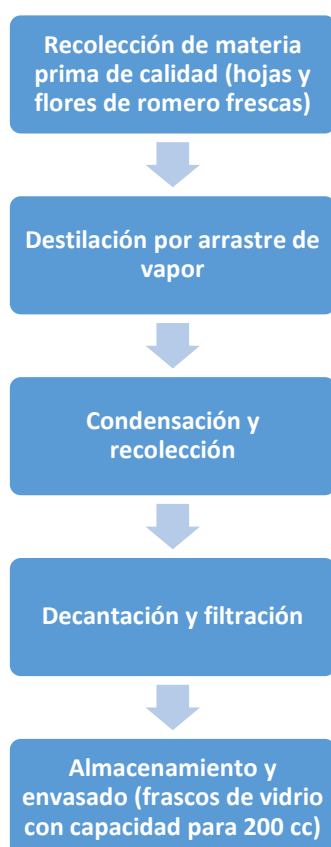 Recolección de materia
prima de calidad (hojas y
flores de romero frescas)
Destilación por arrastre de
vapor
Condensación y
recolección
Decantación y filtración
Almacenamiento y
envasado (frascos de vidrio
con capacidad para 200 cc)